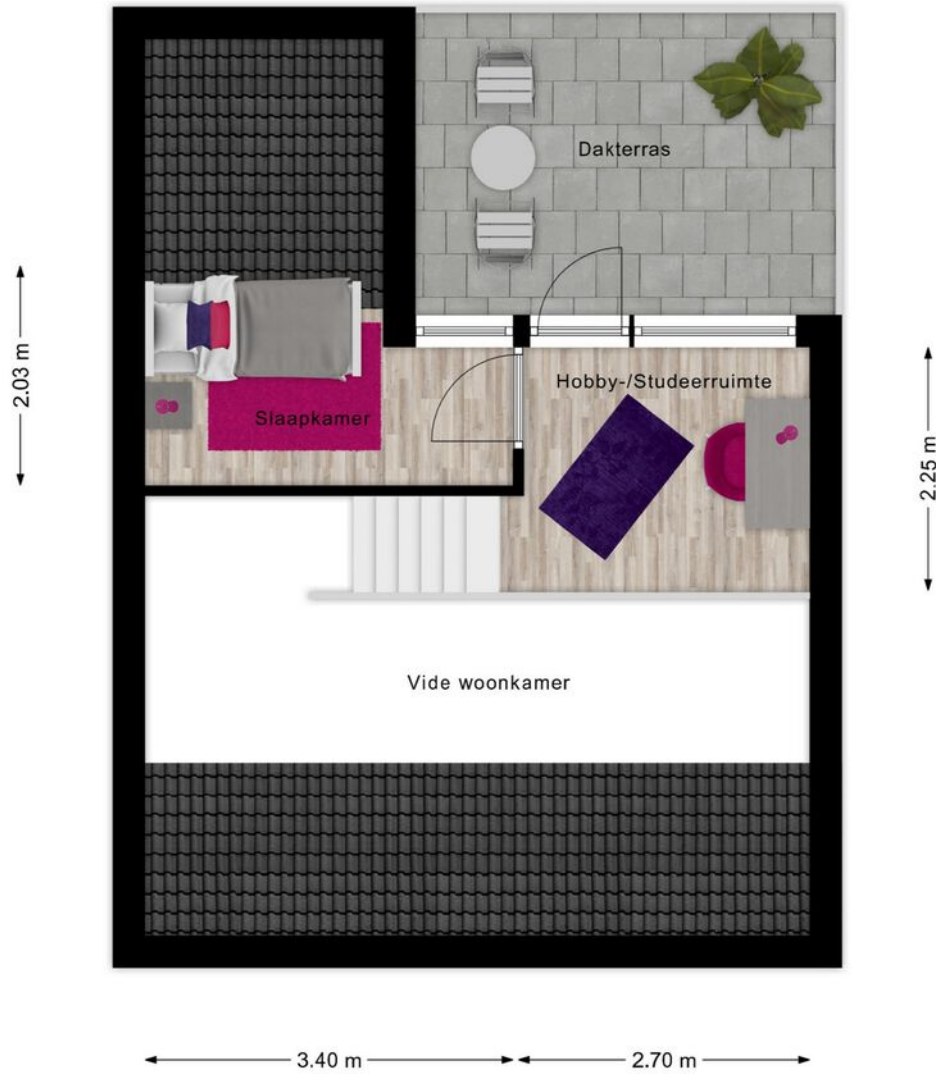 Dakterras
2.03 m
Hobby-/Studeerruimte
Slaapkamer
2.25 m
Vide woonkamer
3.40 m
2.70 m